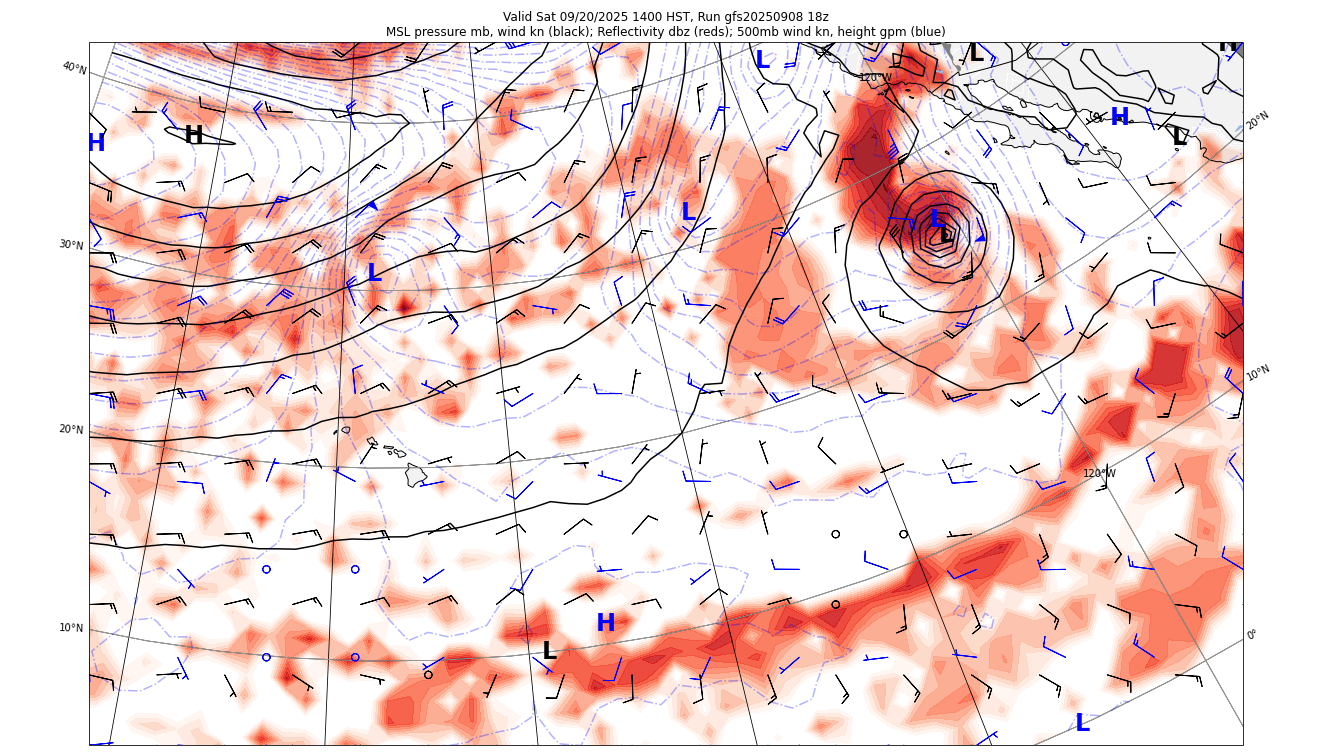 Valid Sat 09/20/2025 1400 HST, Run gfs20250908 18z
MSL pressure mb, wind kn (black); Reflectivity dbz (reds); 500mb wind kn, height gpm (blue)
H
L
L
120°W
40°N
20°N
H
H
H
L
L
L
L
30°N
L
10°N
20°N
120°W
10°N
H
L
0°
L